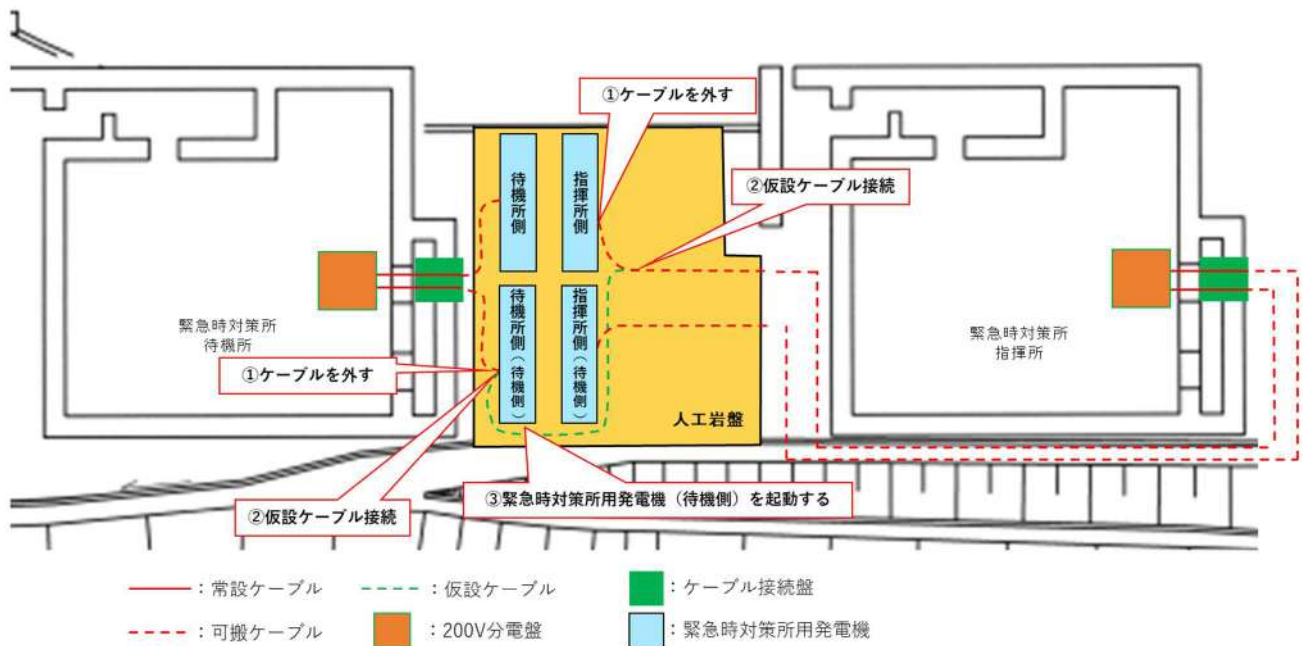 ①ケーブルを外す
②仮設ケーブル接続
待機所側
指揮所側
待機所側（待機側）
指揮所側（待機側）
緊急時対策所
待機所
緊急時対策所
指揮所
①ケーブルを外す
人工岩盤
②仮設ケーブル接続
③緊急時対策所用発電機（待機側）を起動する
：常設ケーブル
：仮設ケーブル
：ケーブル接続盤
：可搬ケーブル
：200V分電盤
：緊急時対策所用発電機